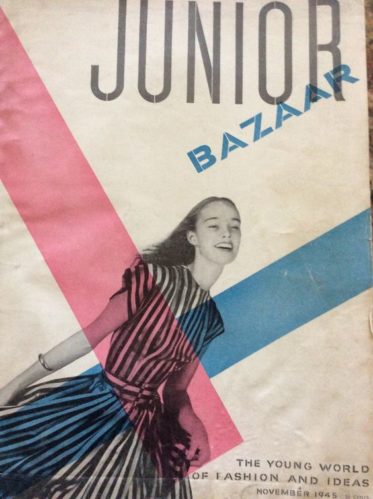 JUNIOR
BAZAAR
THE YOUNG WORLD
OF FASHION AND IDEAS
NOVEMBER 1945